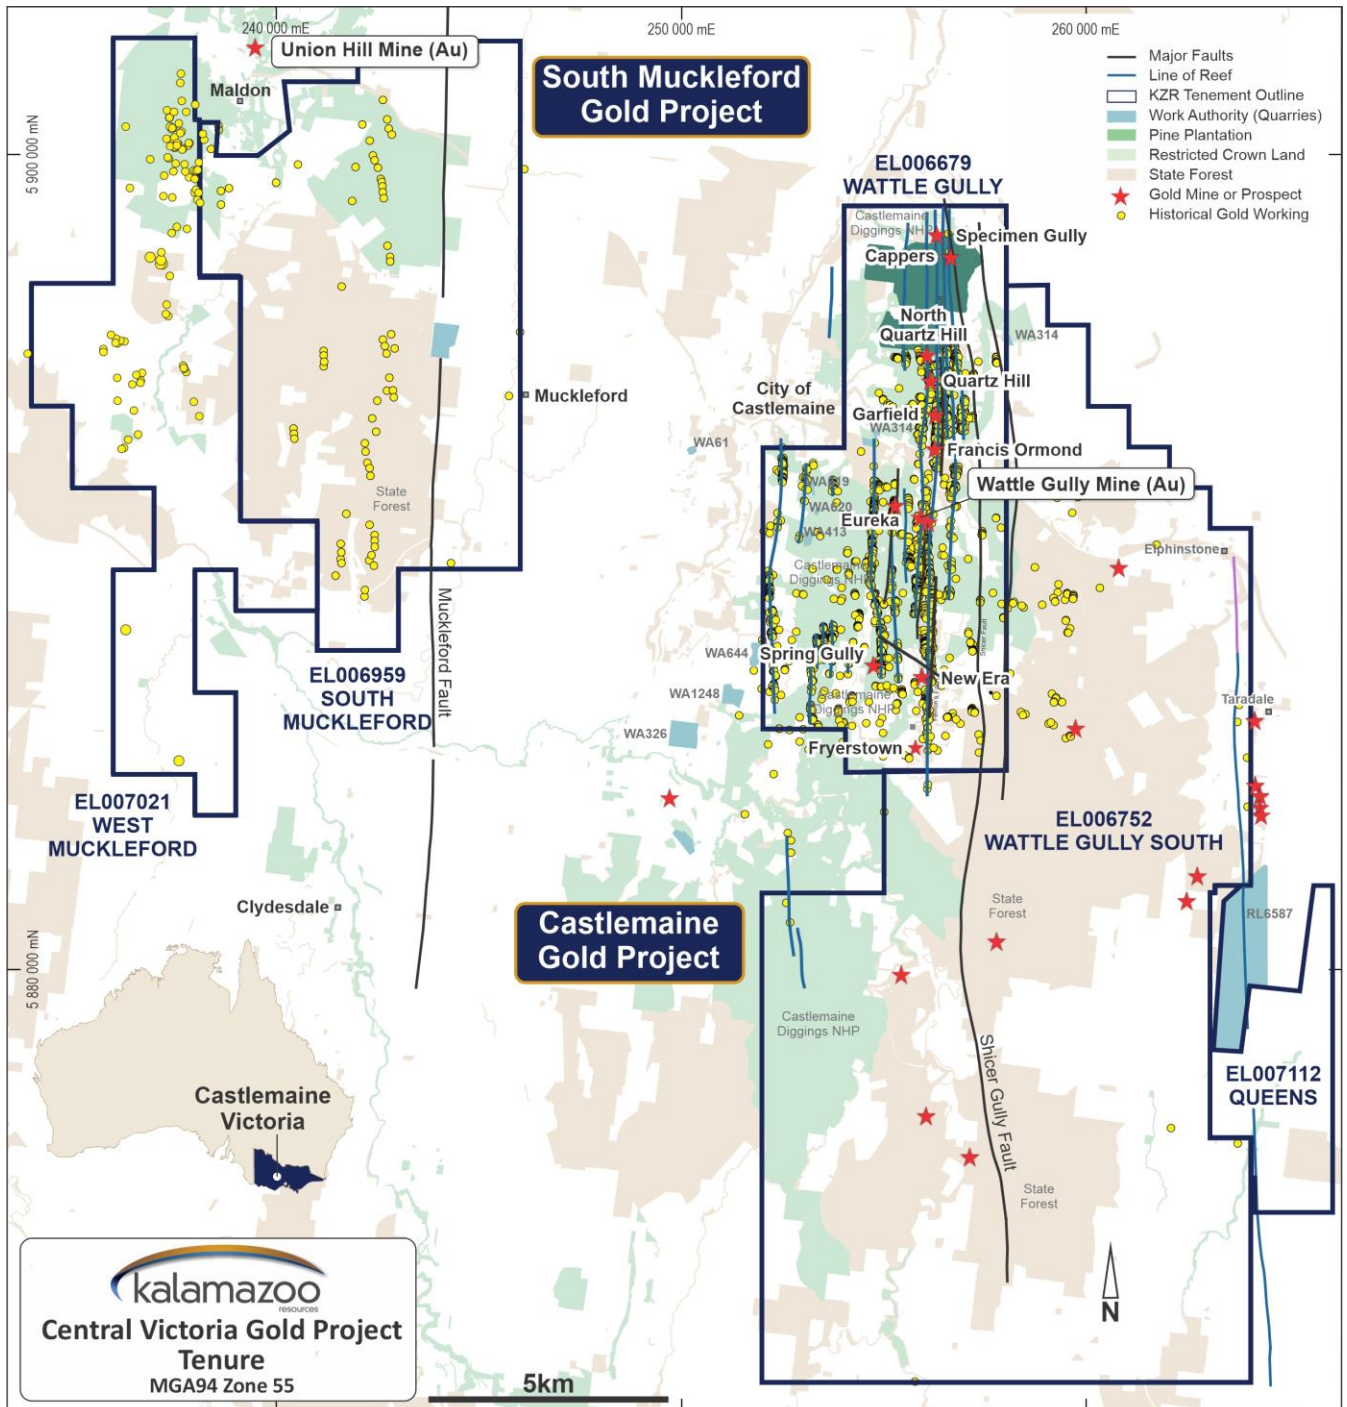 240 000 mE
250 000 mE
260 000 mE
5 900 000 mN
5 880 000 mN
Union Hill Mine (Au)
Maldon
South Muckleford
Gold Project
Major Faults
Line of Reef
KZR Tenement Outline
Work Authority (Quarries)
Pine Plantation
Restricted Crown Land
State Forest
Gold Mine or Prospect
Historical Gold Working
EL006679
WATTLE GULLY
Castlemaine
Diggings NHP
Specimen Gully
Cappers
North
Quartz Hill
WA314
Quartz Hill
City of
Castlemaine
Garfield
WA314
Muckleford
WA61
Francis Ormond
Wattle Gully Mine (Au)
State
Forest
WA620
Eureka
WA413
Elphinstone
Castlemaine
Diggings NHP
Muckleford Fault
Shicer Fault
WA644
Spring Gully
EL006959
SOUTH
MUCKLEFORD
WA1248
New Era
Castlemaine
Diggings NHP
Taradale
WA326
Fryerstown
EL007021
WEST
MUCKLEFORD
EL006752
WATTLE GULLY SOUTH
Clydesdale
Castlemaine
Gold Project
State
Forest
RL6587
Castlemaine
Diggings NHP
Shicer Gully Fault
EL007112
QUEENS
Castlemaine
Victoria
State
Forest
kalamazoo
resources
Central Victoria Gold Project
Tenure
MGA94 Zone 55
5km
N